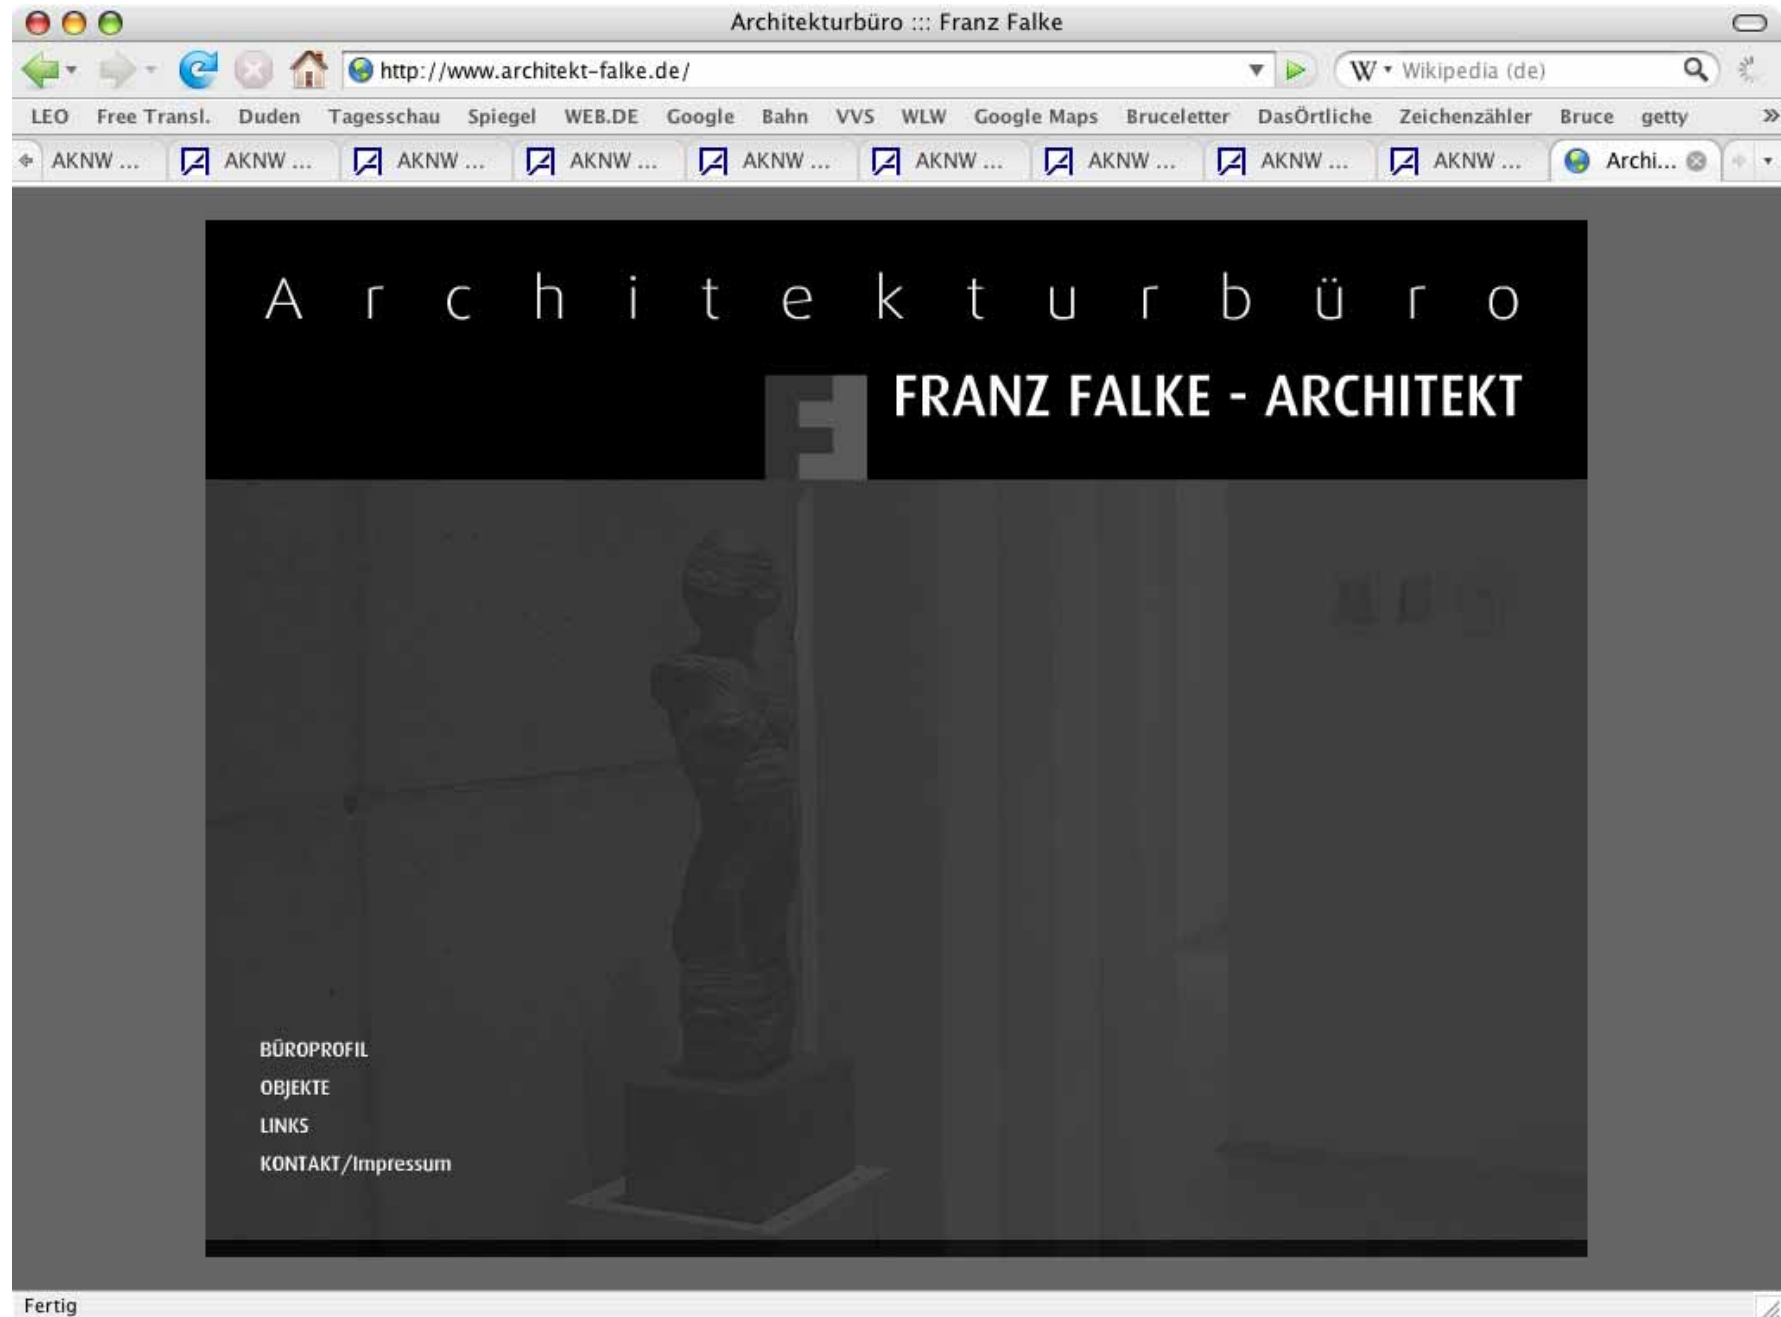 Architekturbüro ::: Franz Falke
http://www.architekt-falke.de/ W Wikipedia (de)
LEO Free Transl. Duden Tagesschau Spiegel WEB.DE Google Bahn VVS WLW Google Maps Bruceletter DasÖrtliche Zeichenzähler Bruce getty »
AKNW ... AKNW ... AKNW ... AKNW ... AKNW ... AKNW ... AKNW ... AKNW ... AKNW ... Archi...
Architekturbüro
F FRANZ FALKE - ARCHITEKT
BÜROPROFIL
OBJEKTE
LINKS
KONTAKT/Impressum
Fertig